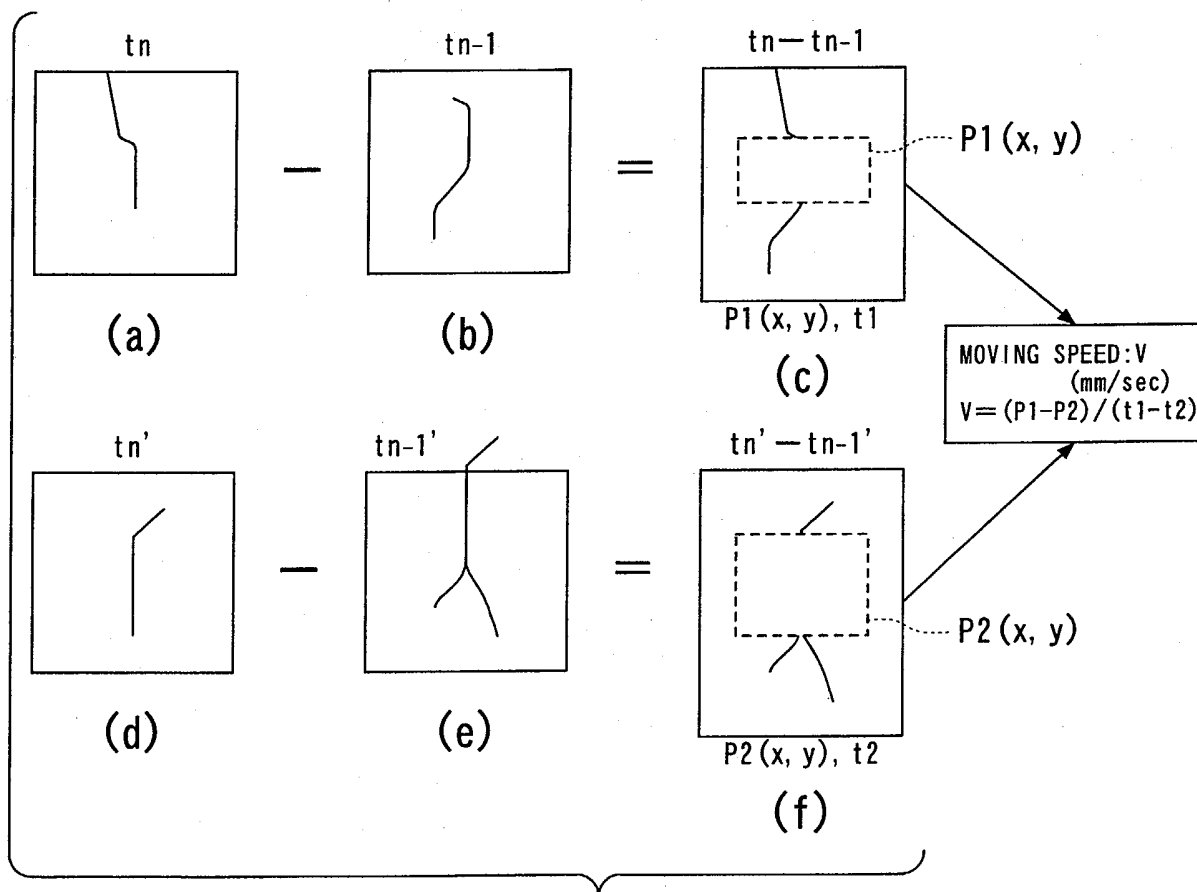 tn
tn-1
tn—tn-1
— =
P1(x, y)
(a)
(b)
P1(x, y), t1
(c)
MOVING SPEED:V
(mm/sec)
V=(P1-P2)/(t1-t2)
tn'
tn-1'
tn'—tn-1'
— =
P2(x, y)
(d)
(e)
P2(x, y), t2
(f)